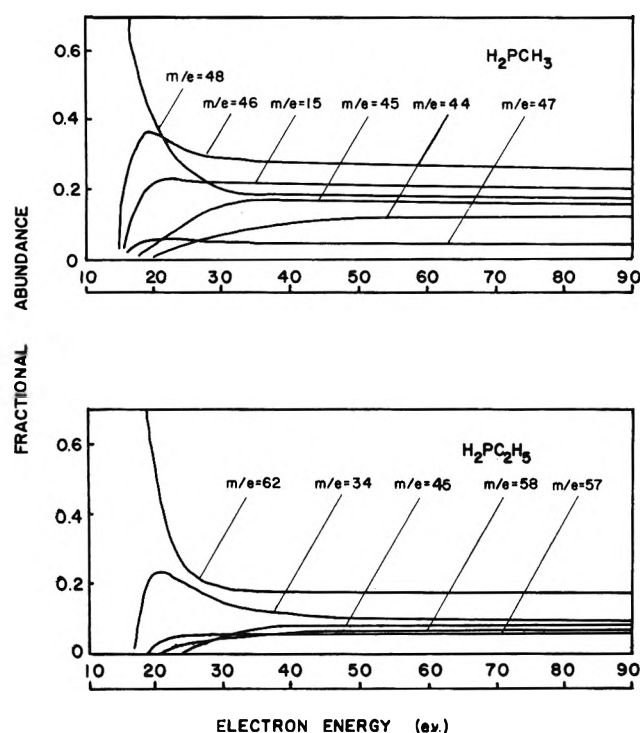 H₂PCH₃
m/e=48
m/e=46 m/e=15 m/e=45 m/e=44 m/e=47
0.6
0.4
0.2
0
10 20 30 40 50 60 70 80 90
FRACTIONAL ABUNDANCE
H₂PC₂H₅
m/e=62 m/e=34 m/e=46 m/e=58 m/e=57
0.6
0.4
0.2
0
10 20 30 40 50 60 70 80 90
ELECTRON ENERGY (ev.)